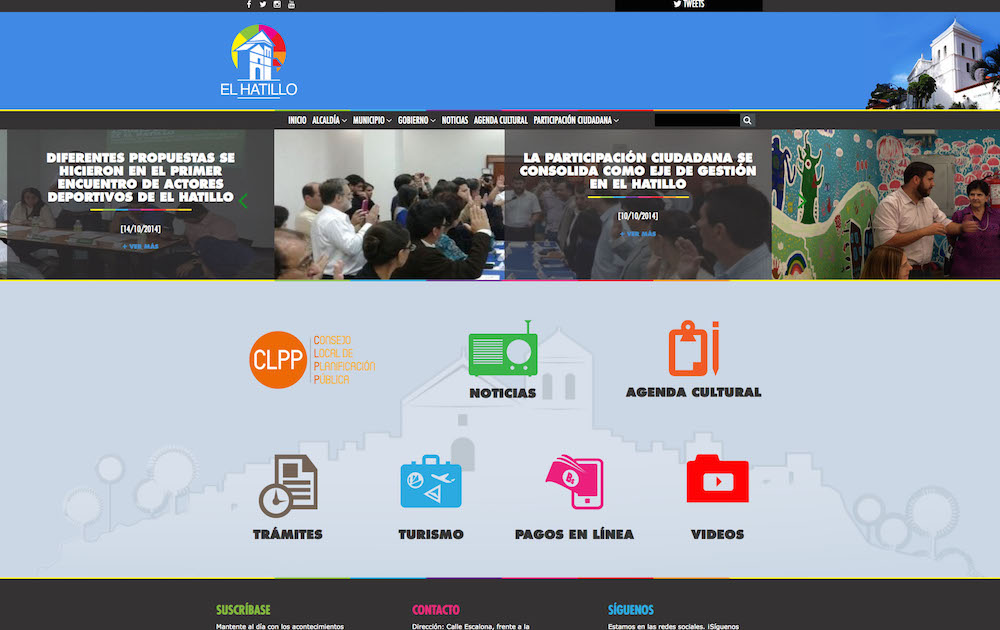 TWEETS
EL HATILLO
INICIO ALCALDÍA MUNICIPIO GOBIERNO NOTICIAS AGENDA CULTURAL PARTICIPACIÓN CIUDADANA
DIFERENTES PROPUESTAS SE
HICIERON EN EL PRIMER
ENCUENTRO DE ACTORES
DEPORTIVOS DE EL HATILLO
[14/10/2014]
+ VER MÁS
LA PARTICIPACIÓN CIUDADANA SE
CONSOLIDA COMO EJE DE GESTIÓN
EN EL HATILLO
[10/10/2014]
+ VER MÁS
CLPP
CONSEJO
LOCAL DE
PLANIFICACIÓN
PÚBLICA
NOTICIAS
AGENDA CULTURAL
Bs
TRÁMITES
TURISMO
PAGOS EN LÍNEA
VIDEOS
SUSCRÍBASE
Mantente al día con los acontecimientos
CONTACTO
Dirección: Calle Escalona, frente a la
SÍGUENOS
Estamos en las redes sociales. ¡Síguenos